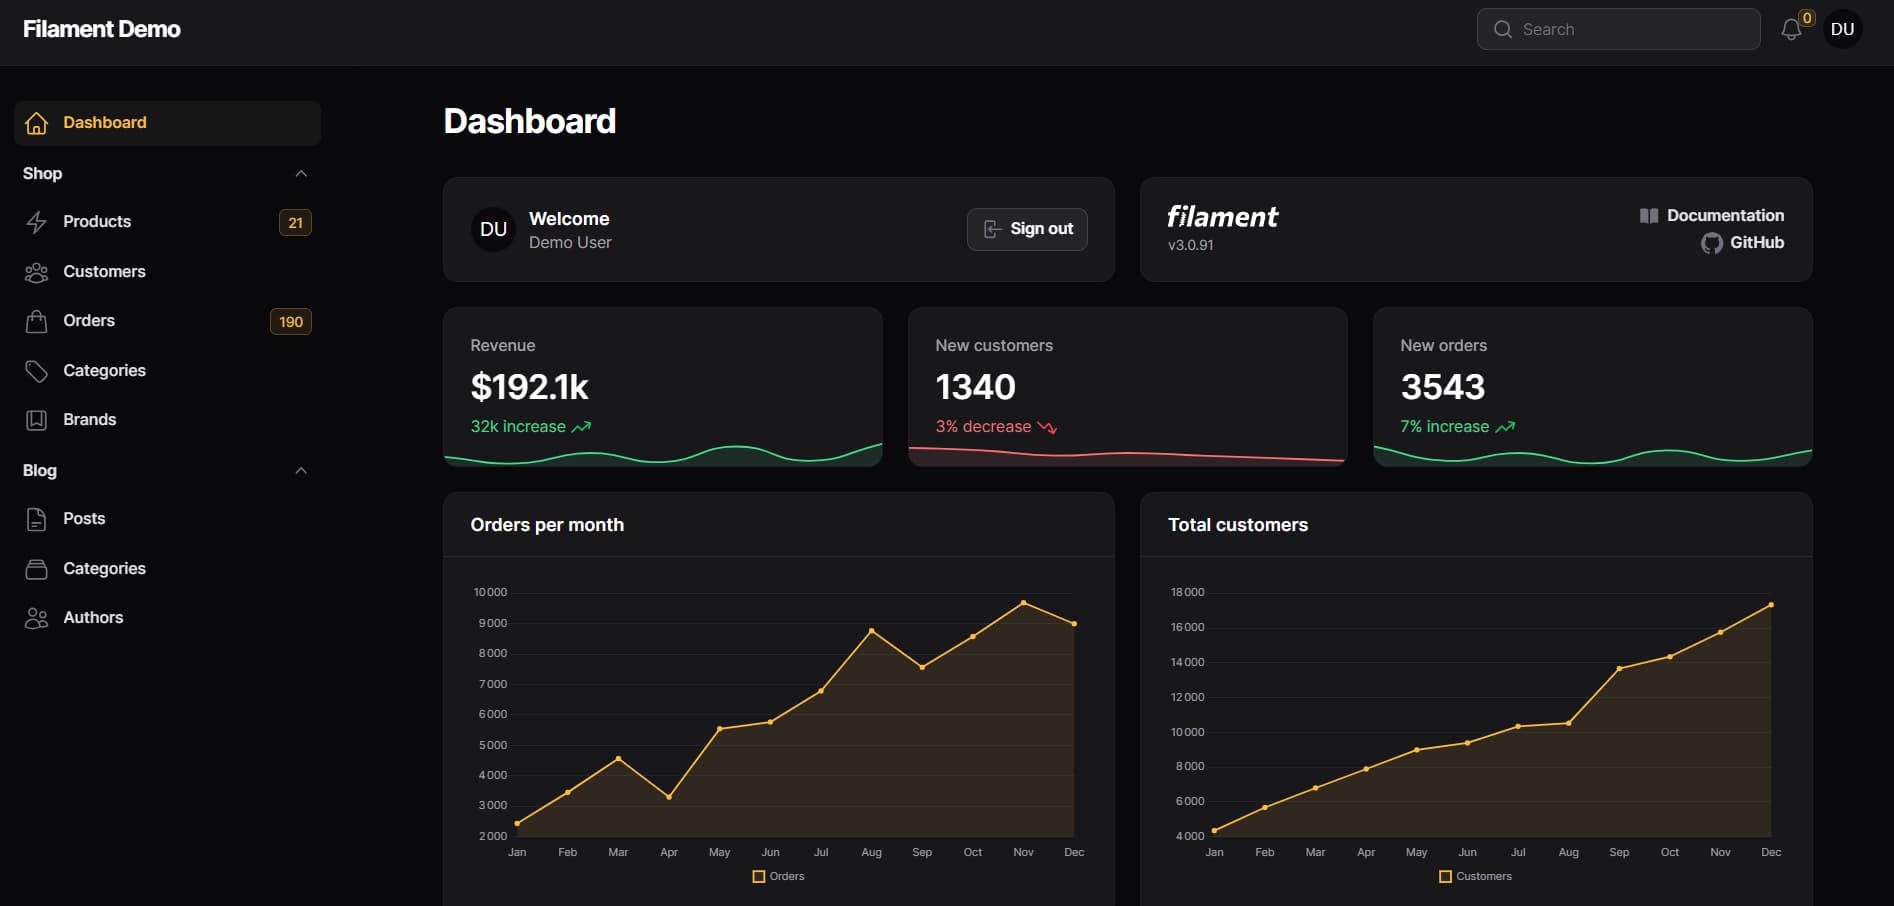 Filament Demo
Search
0
DU
Dashboard
Shop
Products
21
Customers
Orders
190
Categories
Brands
Blog
Posts
Categories
Authors
Dashboard
DU
Welcome
Demo User
Sign out
filament
v3.0.91
Documentation
GitHub
Revenue
$192.1k
32k increase
New customers
1340
3% decrease
New orders
3543
7% increase
Orders per month
10 000
9 000
8 000
7 000
6 000
5 000
4 000
3 000
2 000
Jan Feb Mar Apr May Jun Jul Aug Sep Oct Nov Dec
Orders
Total customers
18 000
16 000
14 000
12 000
10 000
8 000
6 000
4 000
Jan Feb Mar Apr May Jun Jul Aug Sep Oct Nov Dec
Customers